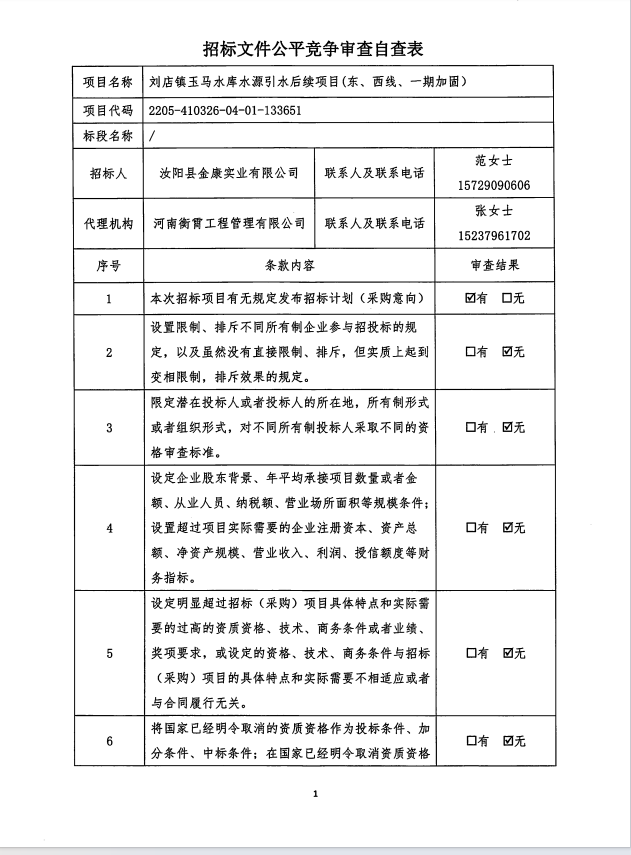 招标文件公平竞争审查自查表
项目名称 刘店镇玉马水库水源引水后续项目(东、西线、一期加固）
项目代码 2205-410326-04-01-133651
标段名称 /
招标人 汝阳县金康实业有限公司 联系人及联系电话 范女士
15729090606
代理机构 河南衡霄工程管理有限公司 联系人及联系电话 张女士
15237961702
序号 条款内容 审查结果
1 本次招标项目有无规定发布招标计划（采购意向） ☑有 ☐无
2 设置限制、排斥不同所有制企业参与招投标的规
定，以及虽然没有直接限制、排斥，但实质上起到
变相限制，排斥效果的规定。
☐有 ☑无
3 限定潜在投标人或者投标人的所在地，所有制形式
或者组织形式，对不同所有制投标人采取不同的资
格审查标准。
☐有 ☑无
4 设定企业股东背景、年平均承接项目数量或者金
额、从业人员、纳税额、营业场所面积等规模条件；
设置超过项目实际需要的企业注册资本、资产总
额、净资产规模、营业收入、利润、授信额度等财
务指标。
☐有 ☑无
5 设定明显超过招标（采购）项目具体特点和实际需
要的过高的资质资格、技术、商务条件或者业绩、
奖项要求，或设定的资格、技术、商务条件与招标
（采购）项目的具体特点和实际需要不相适应或者
与合同履行无关。
☐有 ☑无
6 将国家已经明令取消的资质资格作为投标条件、加
分条件、中标条件；在国家已经明令取消资质资格
☐有 ☑无
1